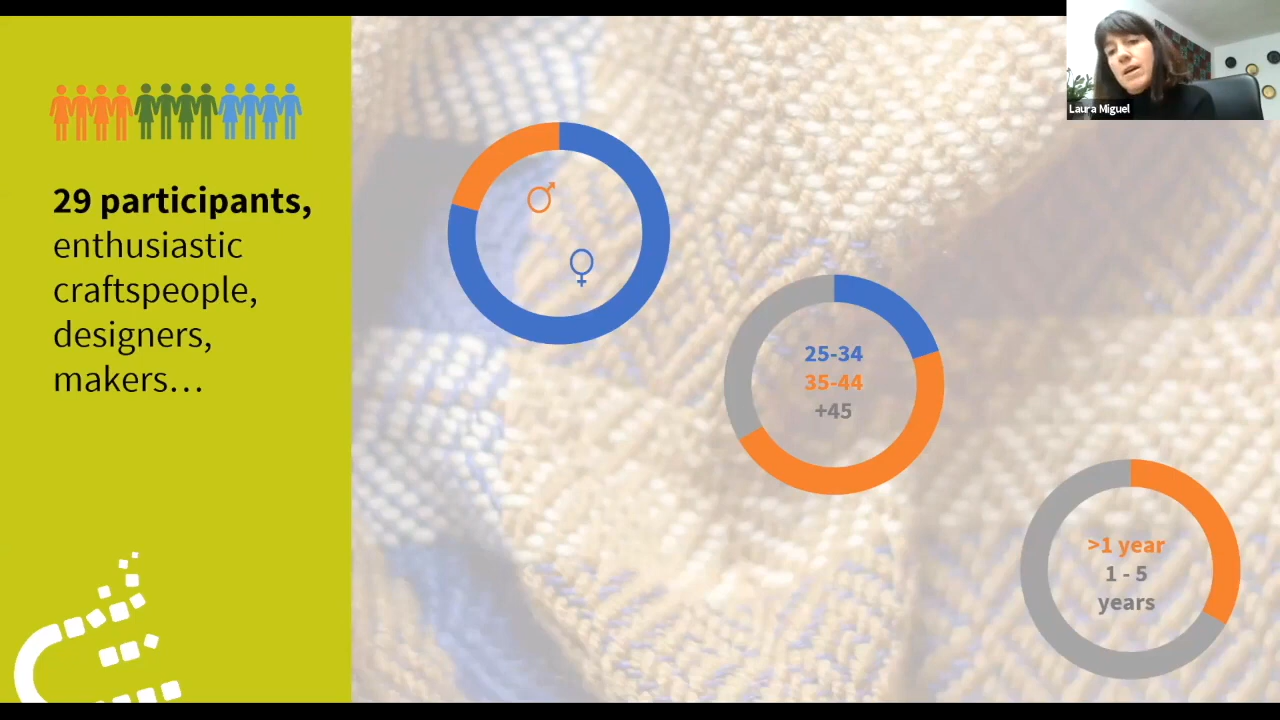 29 participants,
enthusiastic
craftspeople,
designers,
makers…
25-34
35-44
+45
>1 year
1 - 5
years
Laura Miguel